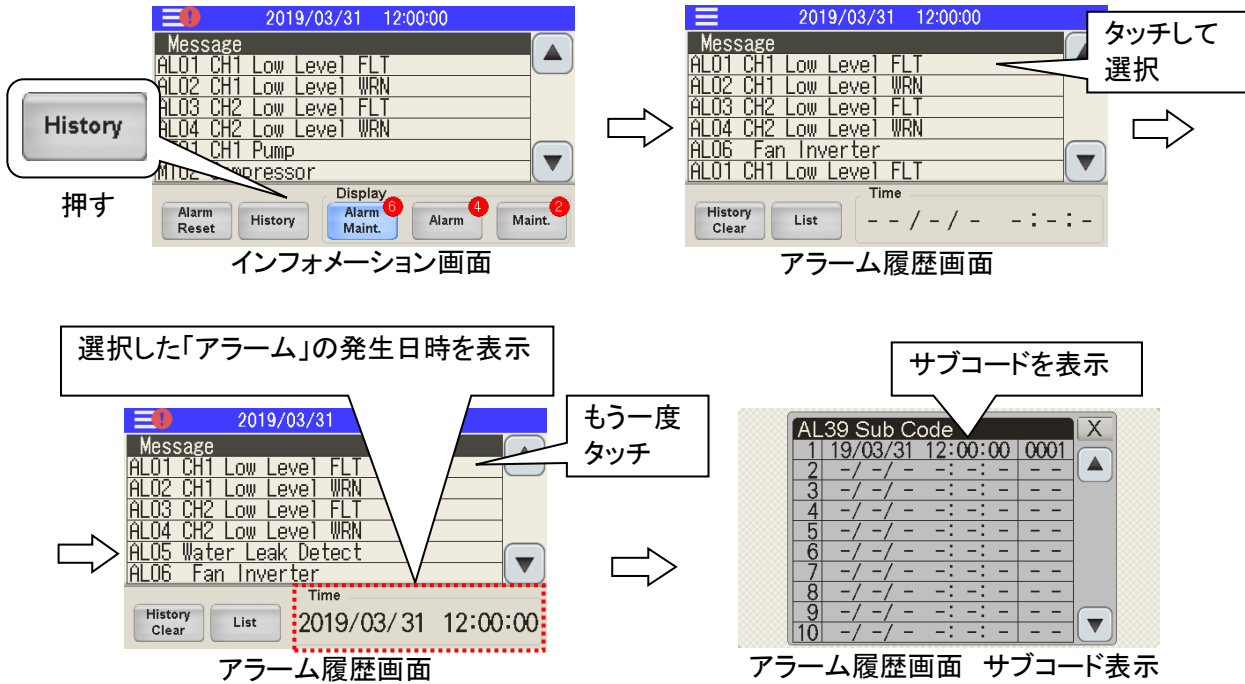 2019/03/31 12:00:00
Message
AL01 CH1 Low Level FLT
AL02 CH1 Low Level WRN
AL03 CH2 Low Level FLT
AL04 CH2 Low Level WRN
CH1 Pump
MT02
History
押す
Display
Alarm Reset
History
Alarm Maint.
6
Alarm
4
Maint.
2
インフォメーション画面
2019/03/31 12:00:00
Message
AL01 CH1 Low Level FLT
AL02 CH1 Low Level WRN
AL03 CH2 Low Level FLT
AL04 CH2 Low Level WRN
AL06 Fan Inverter
AL01 CH1 Low Level FLT
タッチして
選択
Time
History Clear
List
--/-/- -:-:-
アラーム履歴画面
選択した「アラーム」の発生日時を表示
2019/03/31
Message
AL01 CH1 Low Level FLT
AL02 CH1 Low Level WRN
AL03 CH2 Low Level FLT
AL04 CH2 Low Level WRN
AL05 Water Leak Detect
AL06 Fan Inverter
もう一度
タッチ
Time
History Clear
List
2019/03/31 12:00:00
アラーム履歴画面
サブコードを表示
AL39 Sub Code X
1 19/03/31 12:00:00 0001
2 -/-/- -:-:- --
3 -/-/- -:-:- --
4 -/-/- -:-:- --
5 -/-/- -:-:- --
6 -/-/- -:-:- --
7 -/-/- -:-:- --
8 -/-/- -:-:- --
9 -/-/- -:-:- --
10 -/-/- -:-:- --
アラーム履歴画面 サブコード表示